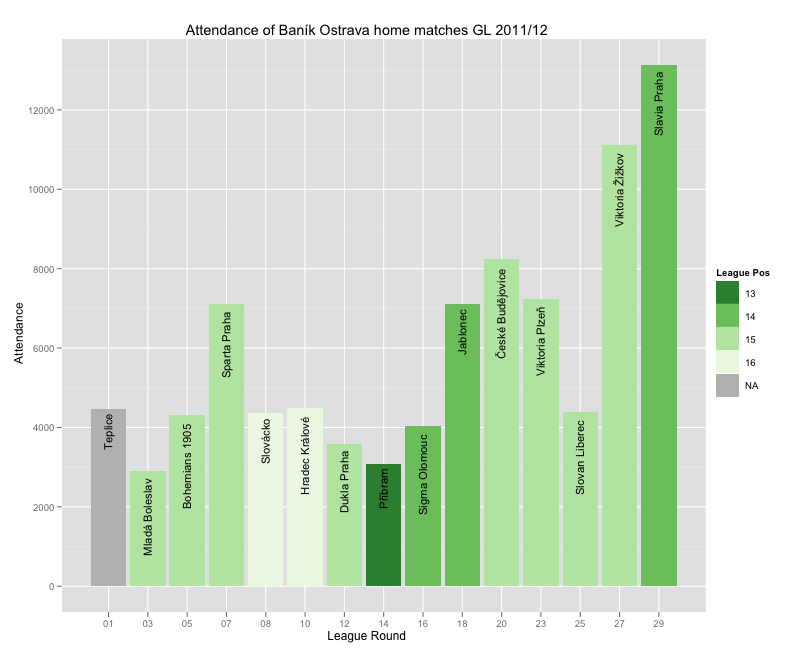 Attendance of Baník Ostrava home matches GL 2011/12
Attendance
12000
10000
8000
6000
4000
2000
0
Teplice
Mladá Boleslav
Bohemians 1905
Sparta Praha
Slovácko
Hradec Králové
Dukla Praha
Příbram
Sigma Olomouc
Jablonec
České Budějovice
Viktoria Plzeň
Slovan Liberec
Viktoria Žižkov
Slavia Praha
01 03 05 07 08 10 12 14 16 18 20 23 25 27 29
League Round
League Pos
13
14
15
16
NA